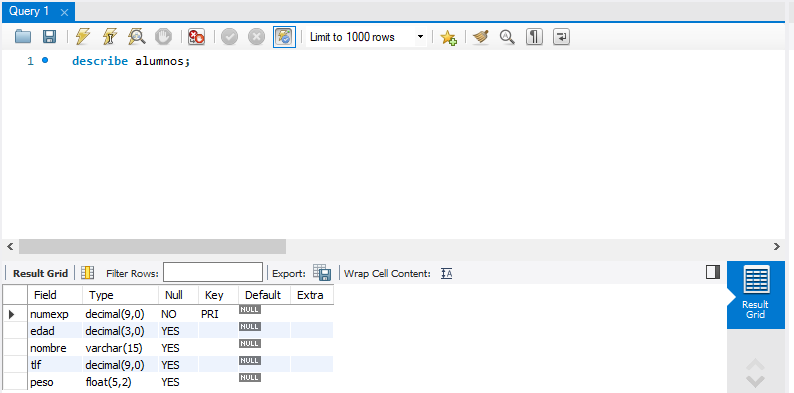 Query 1
Limit to 1000 rows
1 describe alumnos;
Result Grid Filter Rows: Export: Wrap Cell Content:
Result Grid
Field Type Null Key Default Extra
numexp decimal(9,0) NO PRI NULL
edad decimal(3,0) YES NULL
nombre varchar(15) YES NULL
tlf decimal(9,0) YES NULL
peso float(5,2) YES NULL